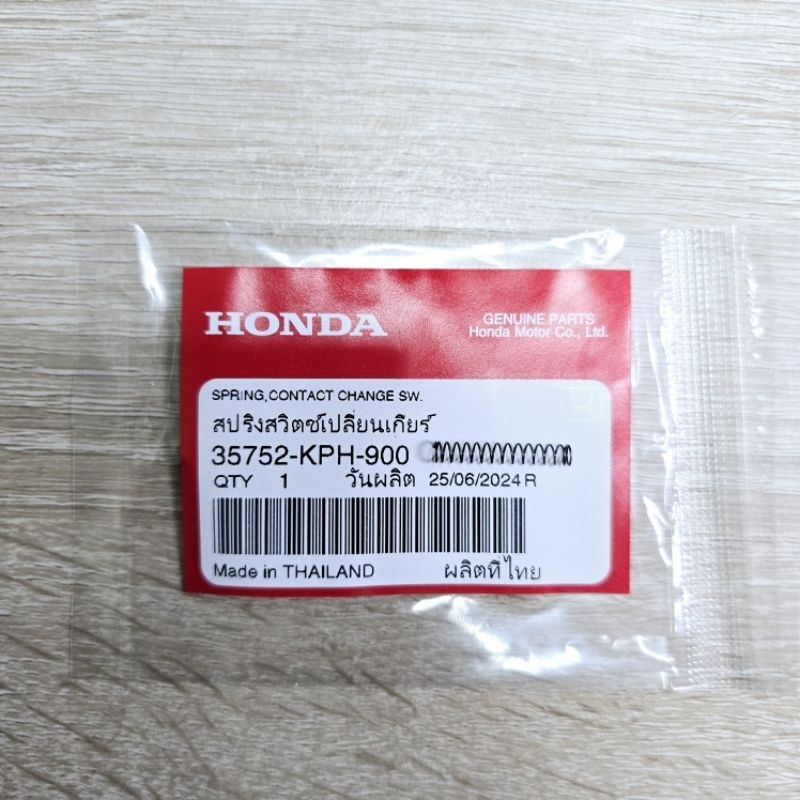 HONDA
GENUINE PARTS
Honda Motor Co., Ltd.
SPRING,CONTACT CHANGE SW.
สปริงสวิตซ์เปลี่ยนเกียร์
35752-KPH-900
QTY 1 วันผลิต 25/06/2024 R
Made in THAILAND ผลิตที่ไทย